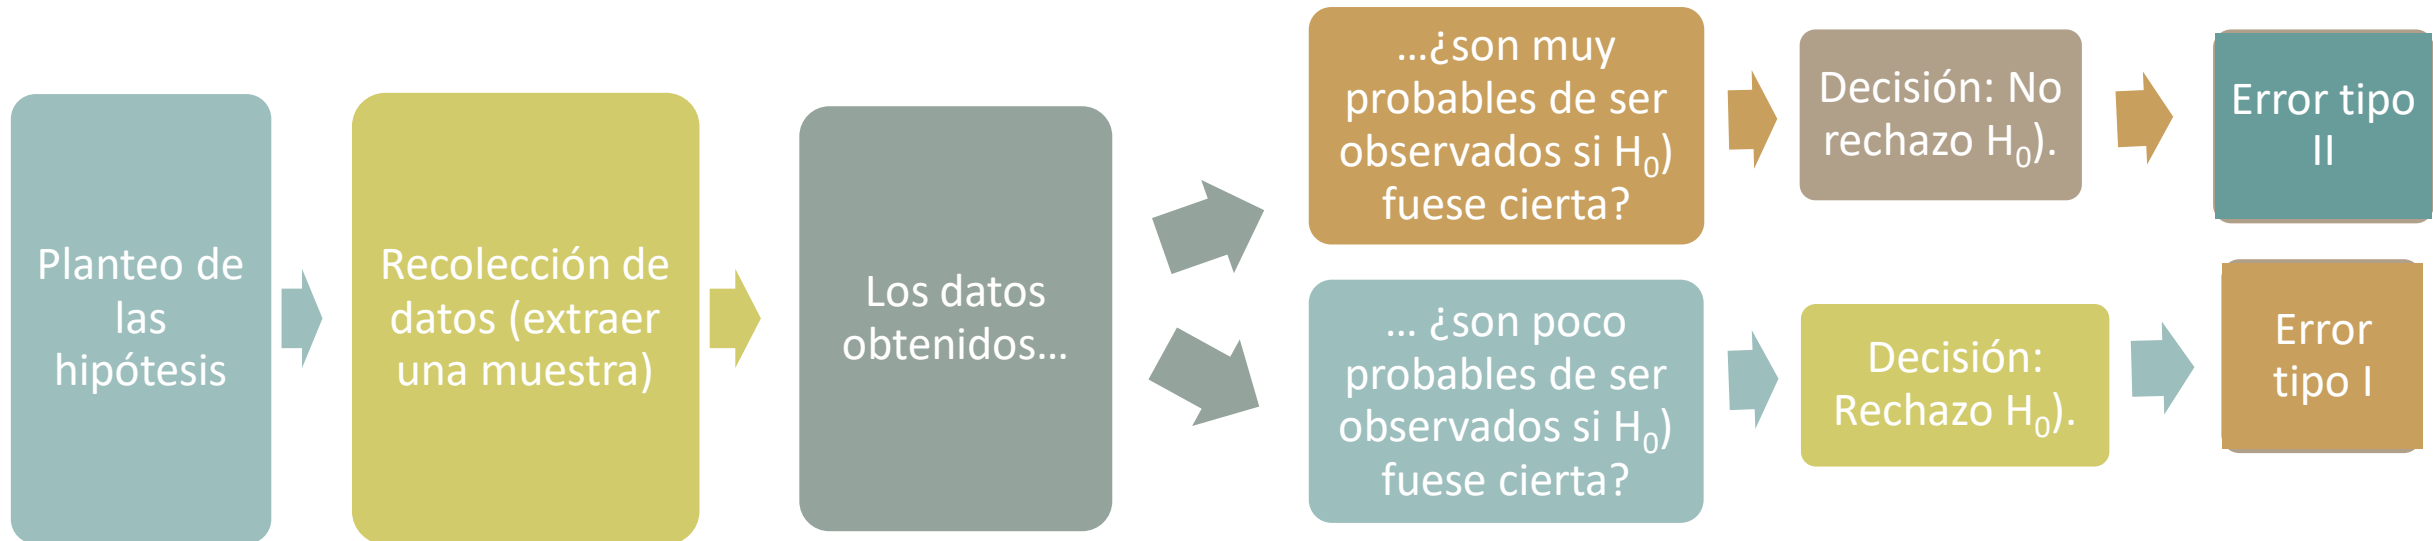 Planteo de
las
hipótesis
Recolección de
datos (extraer
una muestra)
Los datos
obtenidos...
...¿son muy
probables de ser
observados si H₀)
fuese cierta?
Decisión: No
rechazo H₀).
Error tipo
II
... ¿son poco
probables de ser
observados si H₀)
fuese cierta?
Decisión:
Rechazo H₀).
Error
tipo I